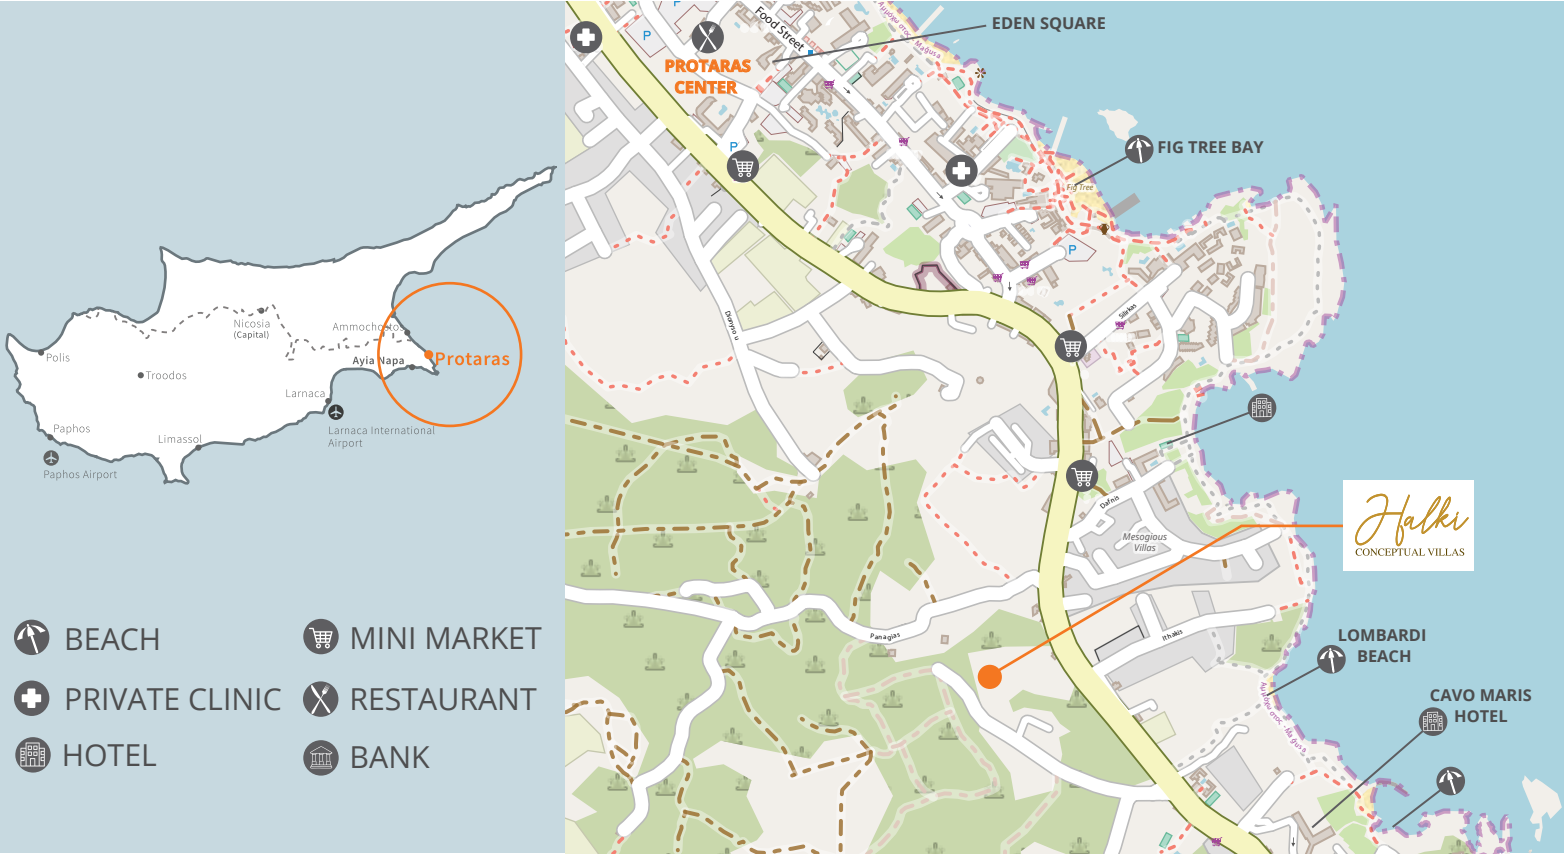 Nicosia
(Capital)
Ammochostos
Polis
Ayia Napa
Protaras
Troodos
Larnaca
Paphos
Limassol
Larnaca International
Airport
Paphos Airport
BEACH
MINI MARKET
PRIVATE CLINIC
RESTAURANT
HOTEL
BANK
Food Street
EDEN SQUARE
P
P
P
PROTARAS
CENTER
P
FIG TREE BAY
Fig Tree
P
Dionysou
Silirkas
Dafnis
Mesogious
Villas
Halki
CONCEPTUAL VILLAS
Panagias
Ithakis
LOMBARDI
BEACH
CAVO MARIS
HOTEL